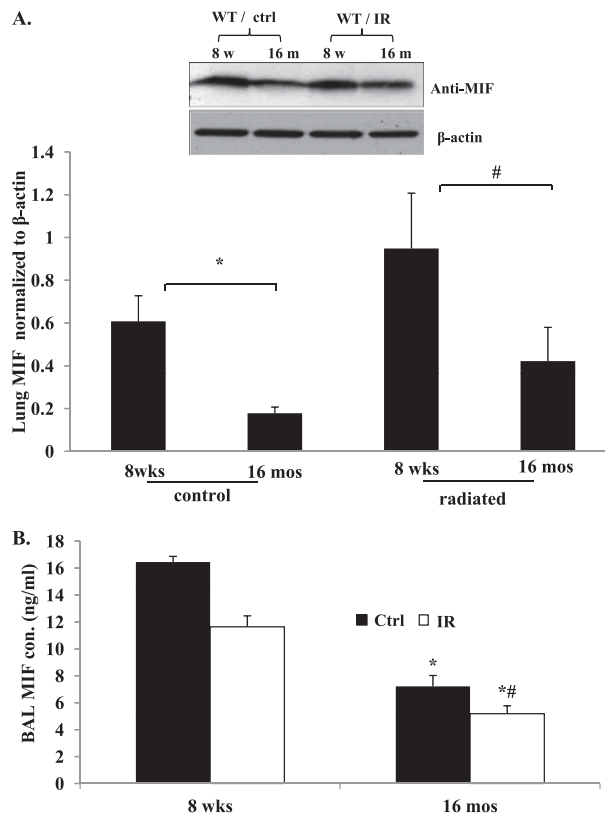 A.
WT / ctrl WT / IR
8 w 16 m 8 w 16 m
Anti-MIF
β-actin
Lung MIF normalized to β-actin
1.4
1.2
1
0.8
0.6
0.4
0.2
0
*
#
8wks 16 mos 8 wks 16 mos
control radiated
B.
BAL MIF con. (ng/ml)
18
16
14
12
10
8
6
4
2
0
Ctrl IR
*
*#
8 wks 16 mos